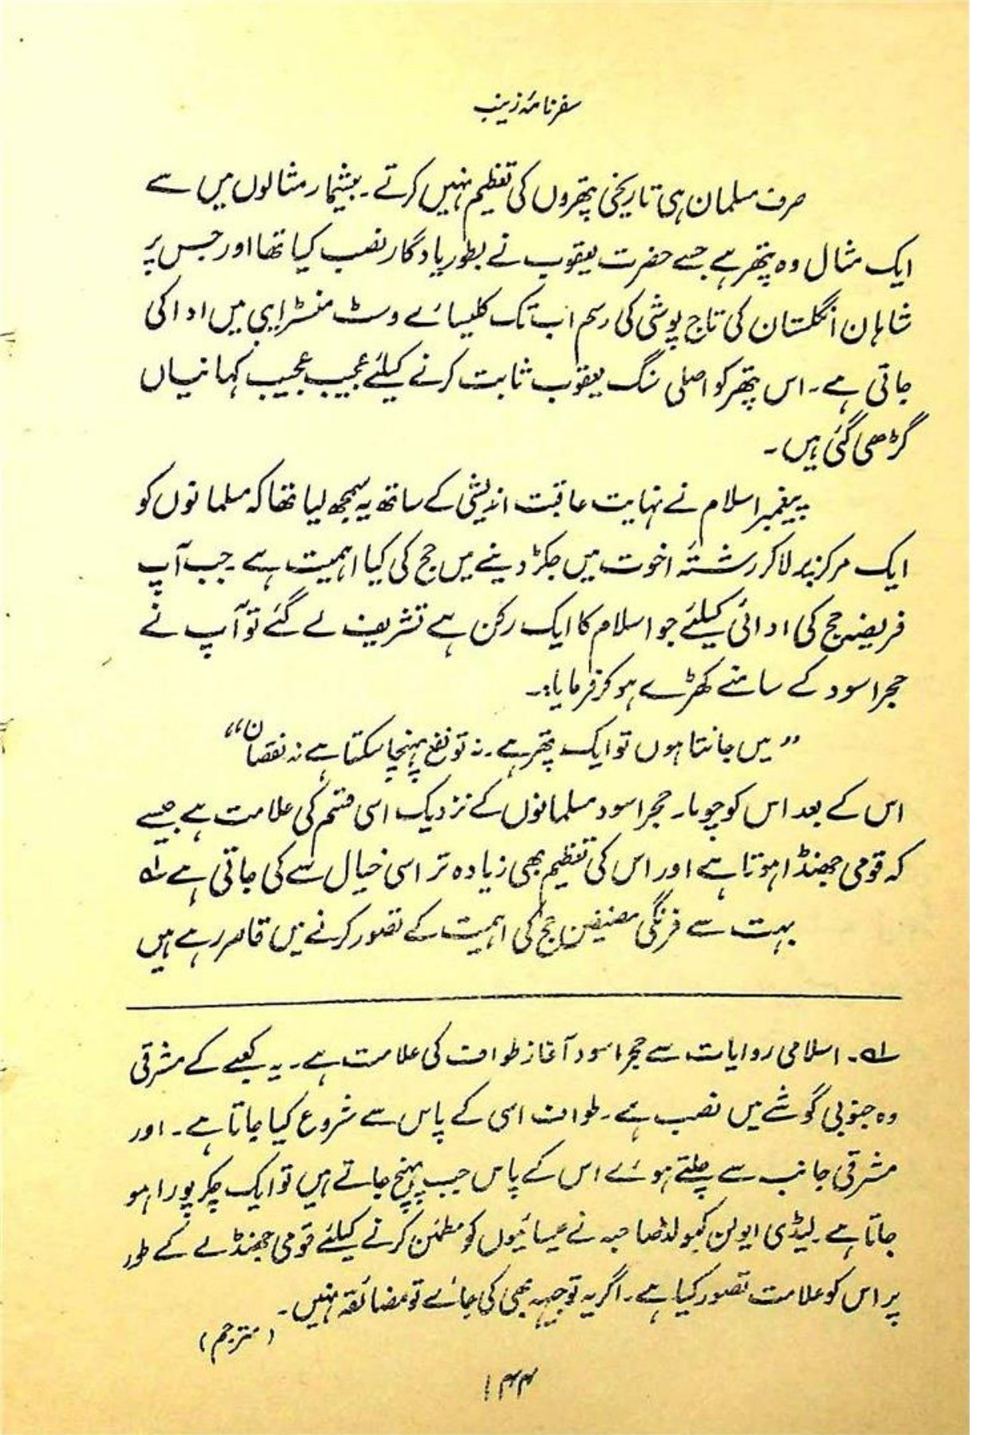 سفرنامۂ زینب
صرف مسلمان ہی تاریخی پتھروں کی تعظیم نہیں کرتے ۔ بیشمار مثالوں میں سے
ایک مثال وہ پتھر ہے جسے حضرت یعقوب نے بطور یادگار نصب کیا تھا اور جس پر
شاہان انگلستان کی تاج پوشی کی رسم اب تک کلیسائے وسٹ منسٹر ایبی میں ادا کی
جاتی ہے ۔ اس پتھر کو اصلی سنگ یعقوب ثابت کرنے کیلئے عجیب عجیب کہانیاں
گڑھی گئی ہیں ۔
پیغمبر اسلام نے نہایت عاقبت اندیشی کے ساتھ یہ سمجھ لیا تھا کہ مسلمانوں کو
ایک مرکز پر لا کر رشتۂ اخوت میں جکڑ دینے میں حج کی کیا اہمیت ہے جب آپ
فریضہ حج کی ادائی کیلئے جو اسلام کا ایک رکن ہے تشریف لے گئے تو آپ نے
حجر اسود کے سامنے کھڑے ہو کر فرمایا:۔
” میں جانتا ہوں تو ایک پتھر ہے ۔ نہ تو نفع پہنچا سکتا ہے نہ نقصان “
اس کے بعد اس کو چوما ۔ حجر اسود مسلمانوں کے نزدیک اسی قسم کی علامت ہے جیسے
کہ قومی جھنڈا ہوتا ہے اور اس کی تعظیم بھی زیادہ تر اسی خیال سے کی جاتی ہے ؎۱
بہت سے فرنگی مصنفین حج کی اہمیت کے تصور کرنے میں قاصر رہے ہیں
؎۱ ۔ اسلامی روایات سے حجر اسود آغاز طواف کی علامت ہے ۔ یہ کعبے کے مشرقی
وہ جنوبی گوشے میں نصب ہے ۔ طواف اسی کے پاس سے شروع کیا جاتا ہے ۔ اور
مشرقی جانب سے چلتے ہوئے اس کے پاس جب پہنچ جاتے ہیں تو ایک چکر پورا ہو
جاتا ہے ۔ لیڈی ایولن کبولڈ صاحبہ نے عیسائیوں کو مطمئن کرنے کیلئے قومی جھنڈے کے طور
پر اس کو علامت تصور کیا ہے ۔ اگر یہ توجیہہ بھی کی جائے تو مضائقہ نہیں ۔
( مترجم )
۱۴۴